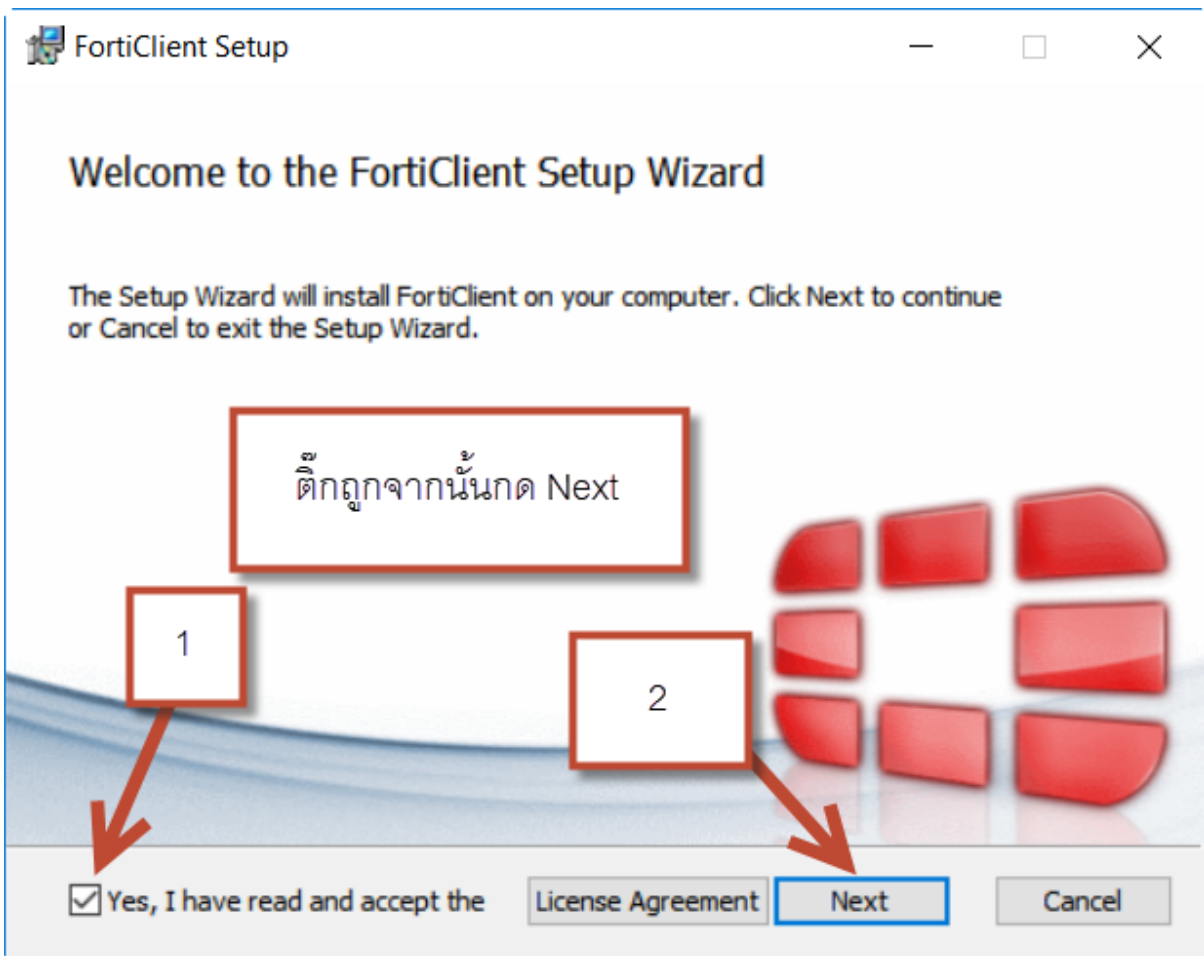 FortiClient Setup
Welcome to the FortiClient Setup Wizard
The Setup Wizard will install FortiClient on your computer. Click Next to continue
or Cancel to exit the Setup Wizard.
ติ๊กถูกจากนั้นกด Next
1
2
Yes, I have read and accept the
License Agreement
Next
Cancel